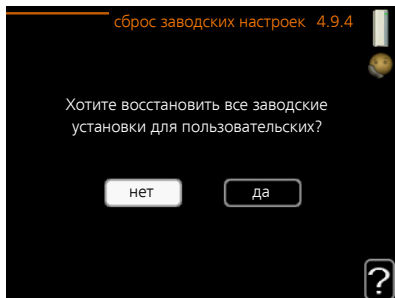 сброс заводских настроек 4.9.4
Хотите восстановить все заводские
установки для пользовательских?
нет
да
?